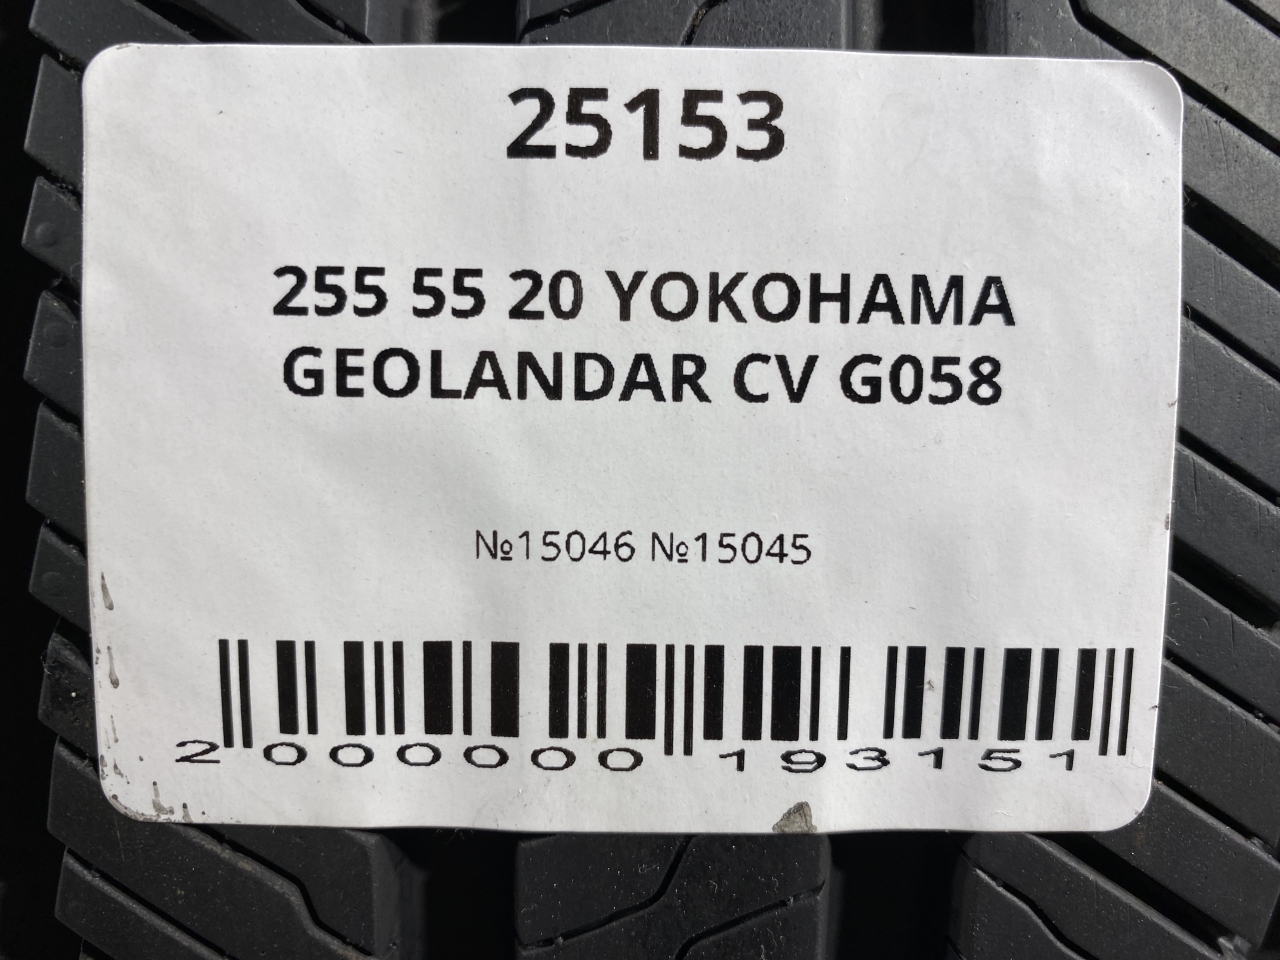 25153
255 55 20 YOKOHAMA
GEOLANDAR CV G058
№15046 №15045
2 000000 193151